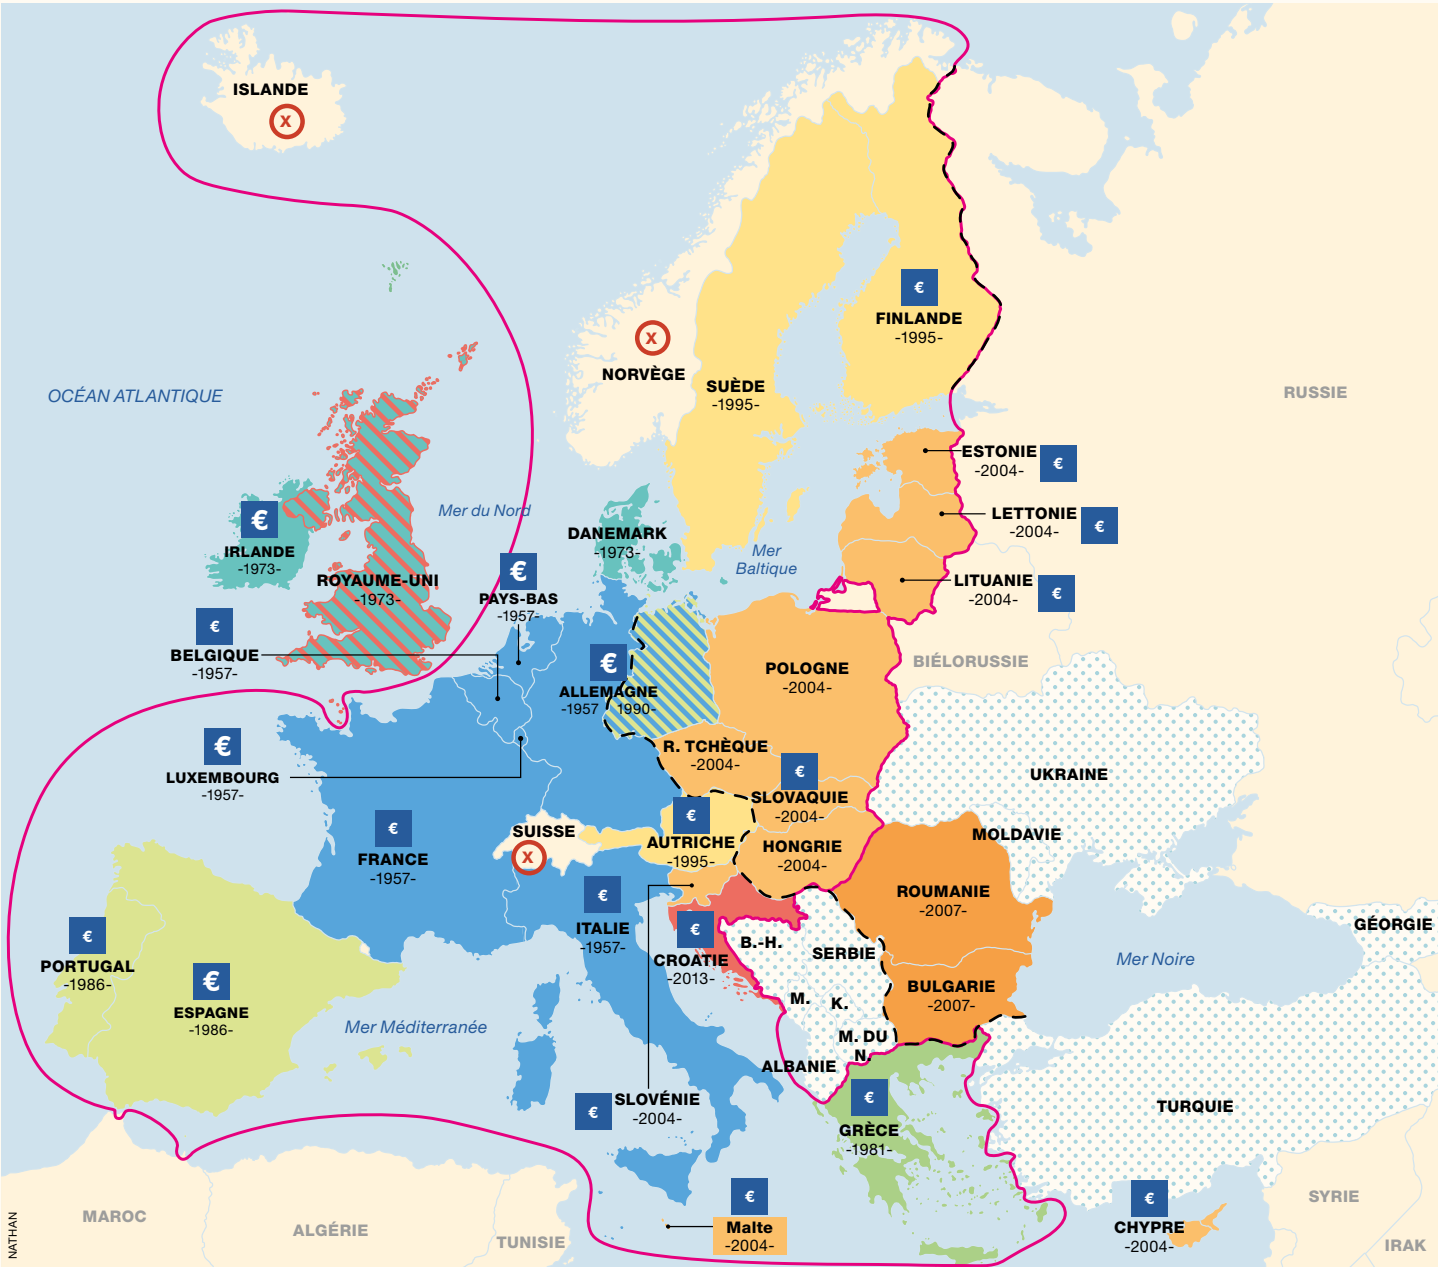 ISLANDE
X
OCÉAN ATLANTIQUE
X
NORVÈGE
SUÈDE
-1995-
€
FINLANDE
-1995-
RUSSIE
ESTONIE
-2004-
€
LETTONIE
-2004-
€
LITUANIE
-2004-
€
Mer du Nord
DANEMARK
-1973-
Mer
Baltique
€
IRLANDE
-1973-
ROYAUME-UNI
-1973-
€
PAYS-BAS
-1957-
€
BELGIQUE
-1957-
€
ALLEMAGNE
-1957
1990-
POLOGNE
-2004-
BIÉLORUSSIE
€
LUXEMBOURG
-1957-
R. TCHÈQUE
-2004-
€
SLOVAQUIE
-2004-
UKRAINE
MOLDAVIE
€
FRANCE
-1957-
SUISSE
X
€
AUTRICHE
-1995-
HONGRIE
-2004-
ROUMANIE
-2007-
€
ITALIE
-1957-
€
CROATIE
-2013-
B.-H.
SERBIE
M.
K.
M. DU
N.
ALBANIE
BULGARIE
-2007-
Mer Noire
GÉORGIE
€
PORTUGAL
-1986-
€
ESPAGNE
-1986-
Mer Méditerranée
€
SLOVÉNIE
-2004-
€
GRÈCE
-1981-
TURQUIE
€
Malte
-2004-
€
CHYPRE
-2004-
SYRIE
IRAK
MAROC
ALGÉRIE
TUNISIE
NATHAN